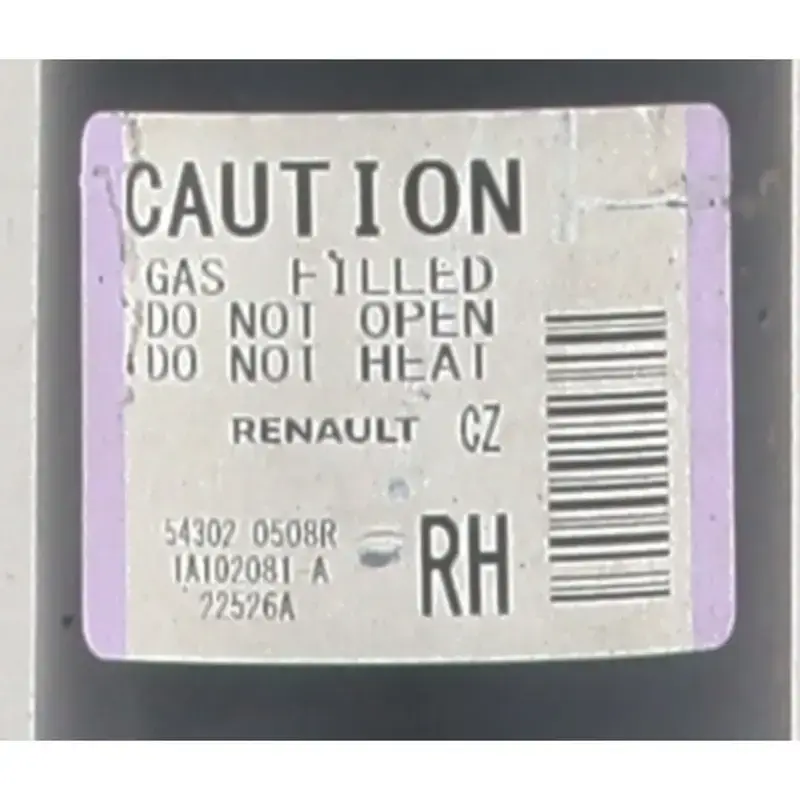 CAUTION
GAS FILLED
DO NOT OPEN
DO NOT HEAT
RENAULT CZ
54302 0508R
1A102081-A
22526A
RH